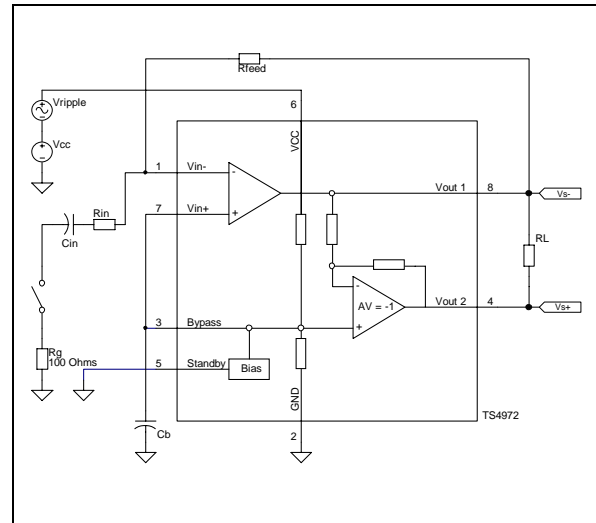 Rfeed
Vripple
6
Vcc
VCC
1 Vin- Vout 1 8 Vs-
-
Rin
7 Vin+
+
Cin
RL
-
AV = -1
Vout 2 4 Vs+
3 Bypass
+
Rg
100 Ohms
5 Standby
Bias
GND
TS4972
Cb
2